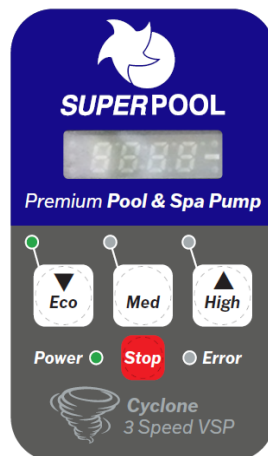 SUPERPOOL
Premium Pool & Spa Pump
Eco
Med
High
Power
Stop
Error
Cyclone
3 Speed VSP